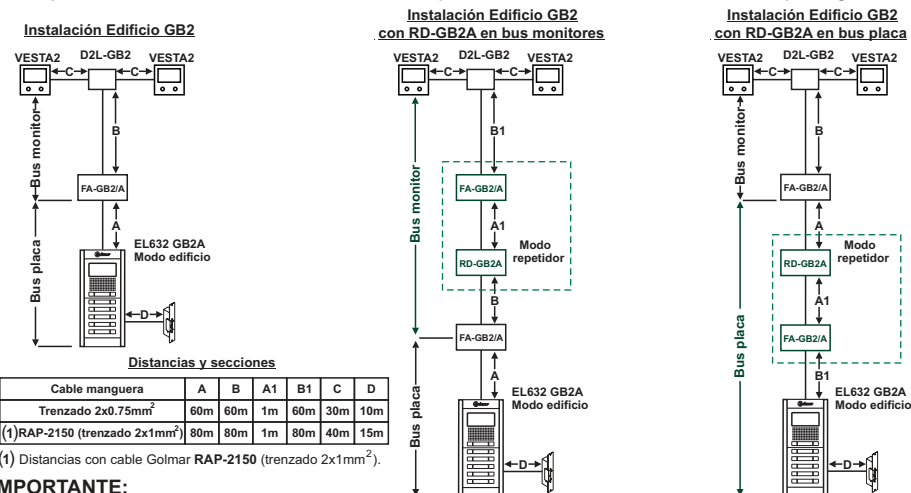 Instalación Edificio GB2
VESTA2 D2L-GB2 VESTA2
C C
Bus monitor
B
FA-GB2/A
A
Bus placa
EL632 GB2A
Modo edificio
D
Distancias y secciones
Cable manguera A B A1 B1 C D
Trenzado 2x0.75mm² 60m 60m 1m 60m 30m 10m
(1)RAP-2150 (trenzado 2x1mm²) 80m 80m 1m 80m 40m 15m
(1) Distancias con cable Golmar RAP-2150 (trenzado 2x1mm²).
MPORTANTE:
Instalación Edificio GB2
con RD-GB2A en bus monitores
VESTA2 D2L-GB2 VESTA2
C C
B1
Bus monitor
FA-GB2/A
A1
Modo
repetidor
RD-GB2A
B
FA-GB2/A
A
Bus placa
EL632 GB2A
Modo edificio
D
Instalación Edificio GB2
con RD-GB2A en bus placa
VESTA2 D2L-GB2 VESTA2
C C
Bus monitor
B
FA-GB2/A
A
Modo
repetidor
RD-GB2A
A1
Bus placa
FA-GB2/A
B1
EL632 GB2A
Modo edificio
D